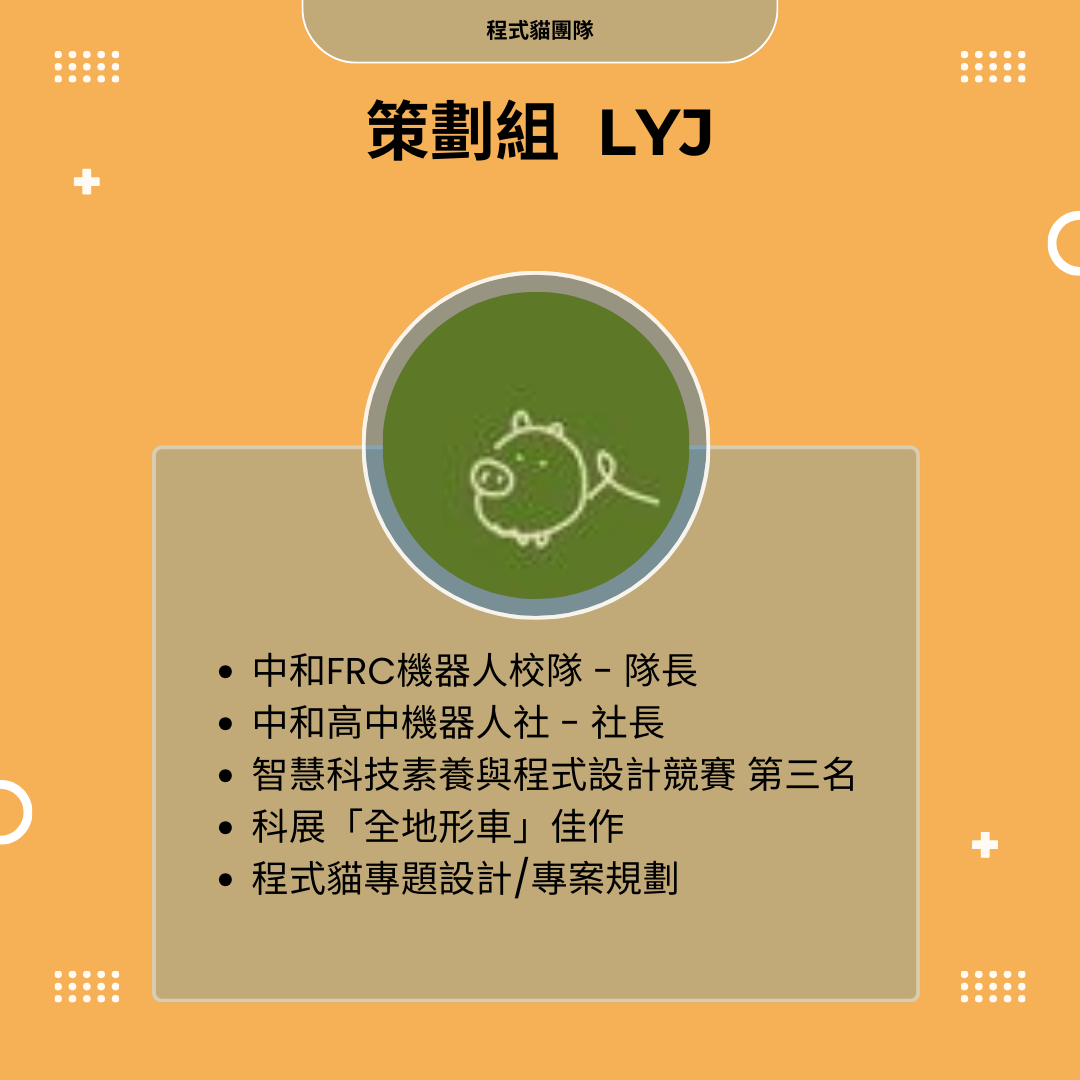 程式貓團隊
策劃組 LYJ
中和FRC機器人校隊 - 隊長
中和高中機器人社 - 社長
智慧科技素養與程式設計競賽 第三名
科展「全地形車」佳作
程式貓專題設計/專案規劃